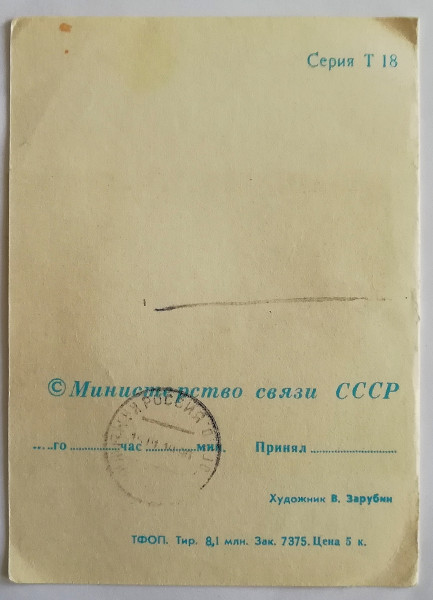 Серия Т 18
© Министерство связи СССР
.....го ............час ............мин. Принял......................
РОССИЯ
Художник В. Зарубин
ТФОП. Тир. 8,1 млн. Зак. 7375. Цена 5 к.